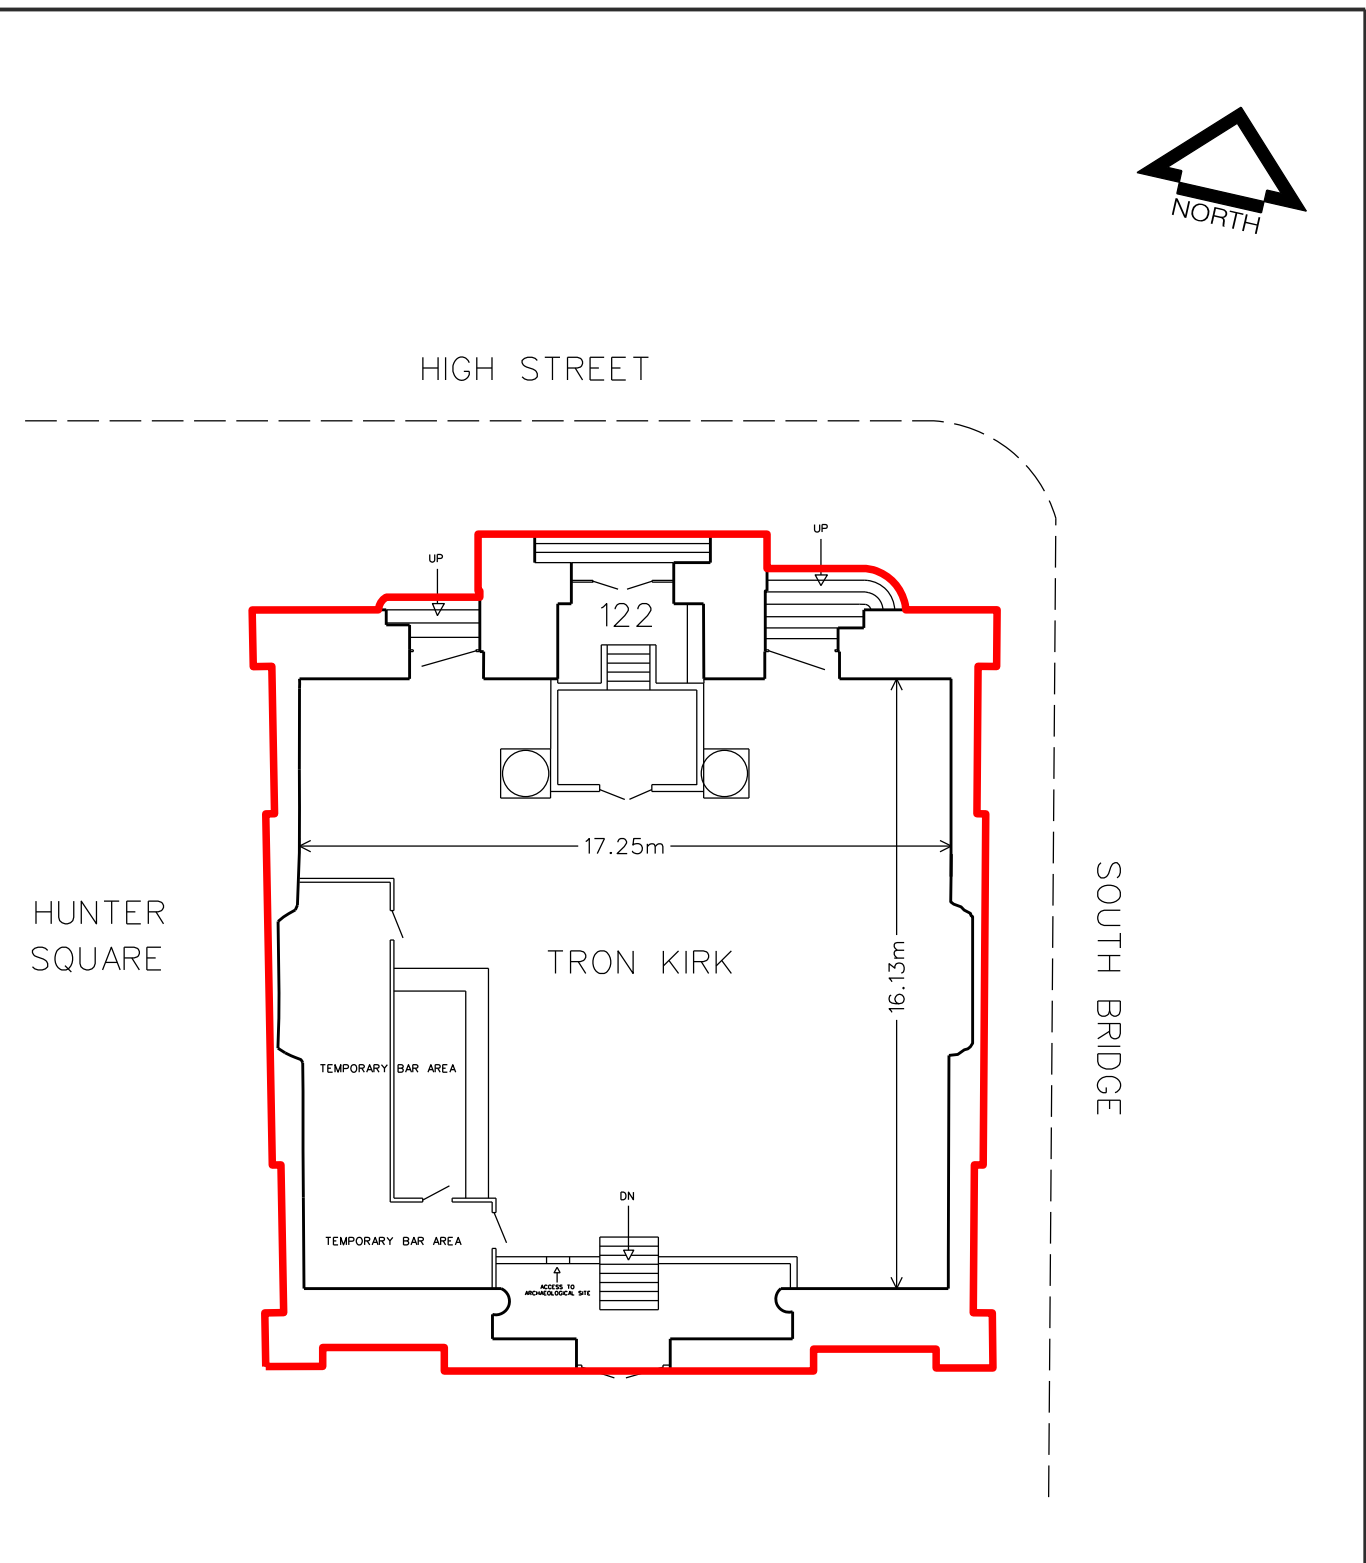 NORTH
HIGH STREET
UP
UP
122
17.25m
HUNTER
SQUARE
TRON KIRK
16.13m
SOUTH BRIDGE
TEMPORARY BAR AREA
DN
TEMPORARY BAR AREA
ACCESS TO
ARCHAEOLOGICAL SITE